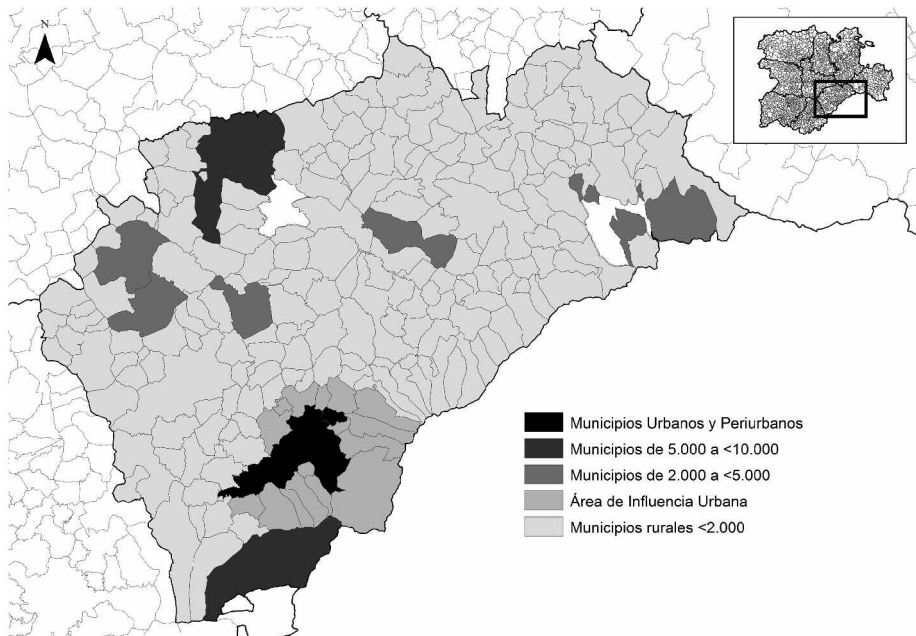 N
Municipios Urbanos y Periurbanos
Municipios de 5.000 a <10.000
Municipios de 2.000 a <5.000
Área de Influencia Urbana
Municipios rurales <2.000